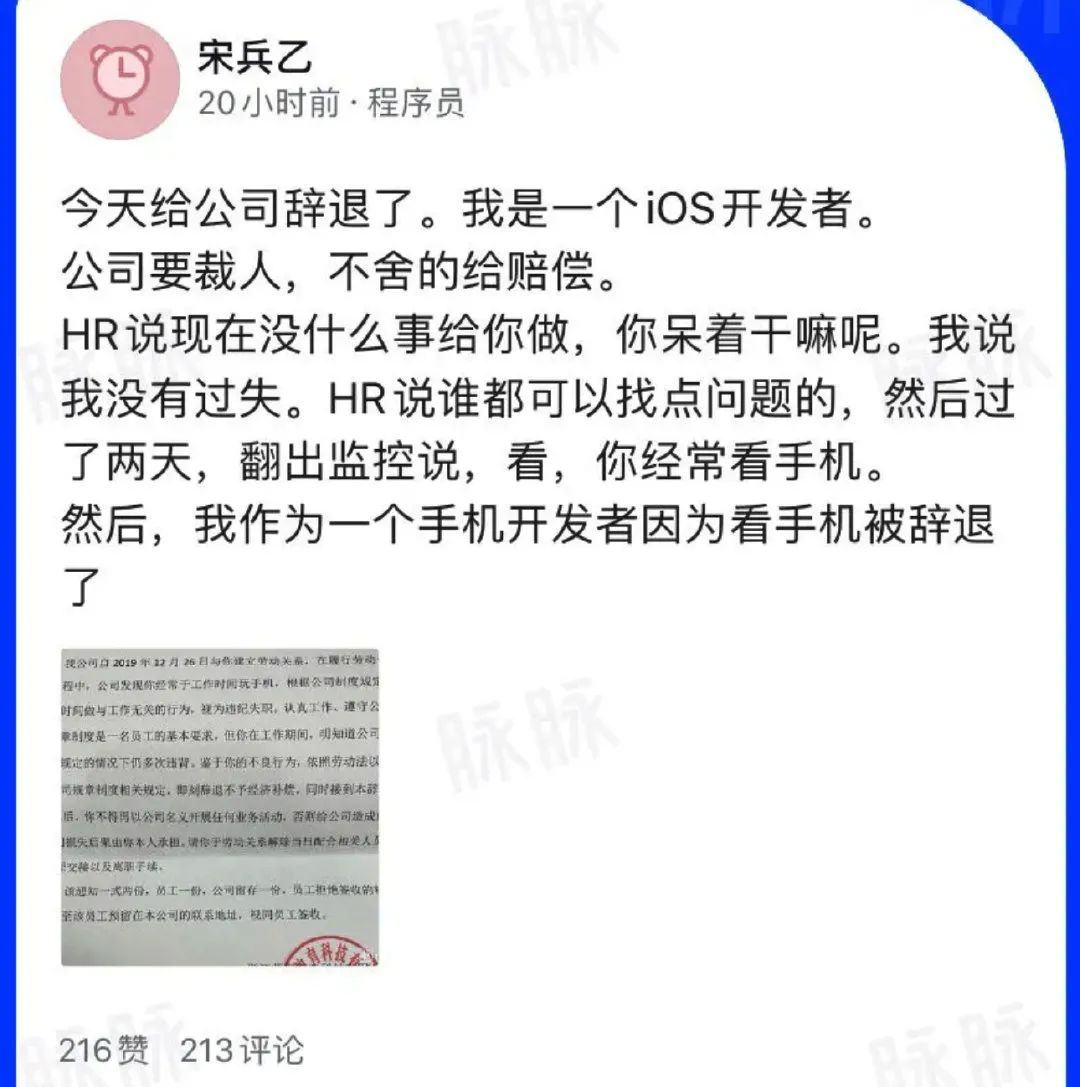 宋兵乙
20小时前·程序员
今天给公司辞退了。我是一个iOS开发者。
公司要裁人，不舍的给赔偿。
HR说现在没什么事给你做，你呆着干嘛呢。我说
我没有过失。HR说谁都可以找点问题的，然后过
了两天，翻出监控说，看，你经常看手机。
然后，我作为一个手机开发者因为看手机被辞退
了
我公司自2019年12月26日与你建立劳动关系，在履行劳动
程中，公司发现你经常于工作时间玩手机，根据公司制度规定
时间做与工作无关的行为，视为违纪失职，认真工作、遵守公
章制度是一名员工的基本要求，但你在工作期间，明知道公司
规定的情况下仍多次违背。鉴于你的不良行为，依照劳动法以
司规章制度相关规定，即刻辞退不予经济补偿，同时接到本辞
后，你不得再以公司名义开展任何业务活动，否则给公司造成
损失后果由你本人承担。请你于劳动关系解除当日配合相关人员
交接以及离职手续。
该通知一式两份，员工一份，公司留存一份，员工拒绝签收的
至该员工预留在本公司的联系地址，视同员工签收。
育科技有
216赞 213评论
脉脉